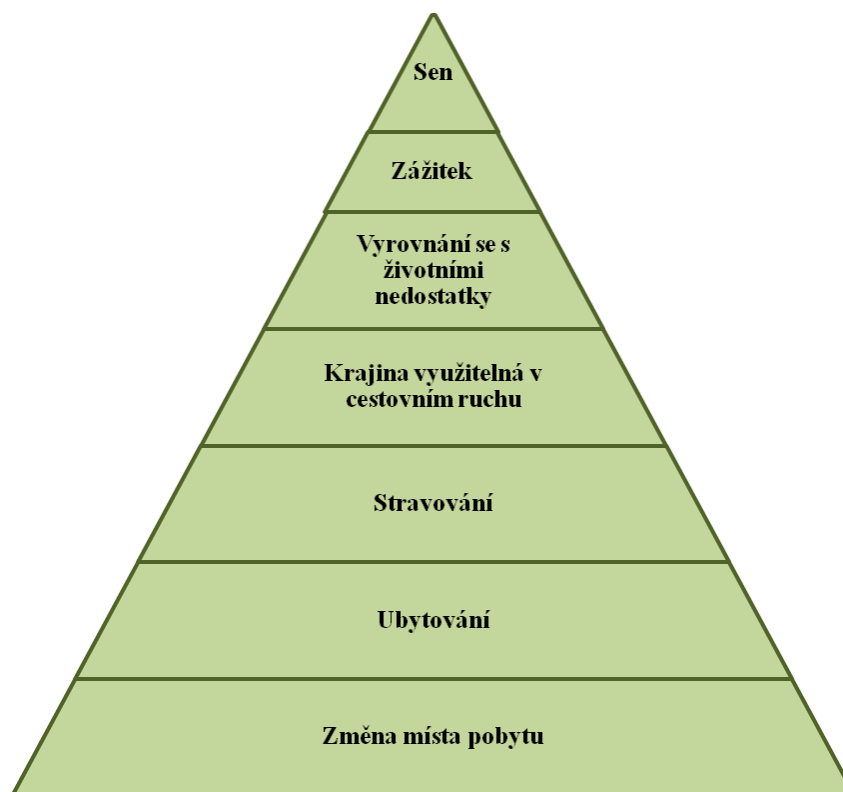 Sen
Zážitek
Vyrovnání se s
životními
nedostatky
Krajina využitelná v
cestovním ruchu
Stravování
Ubytování
Změna místa pobytu